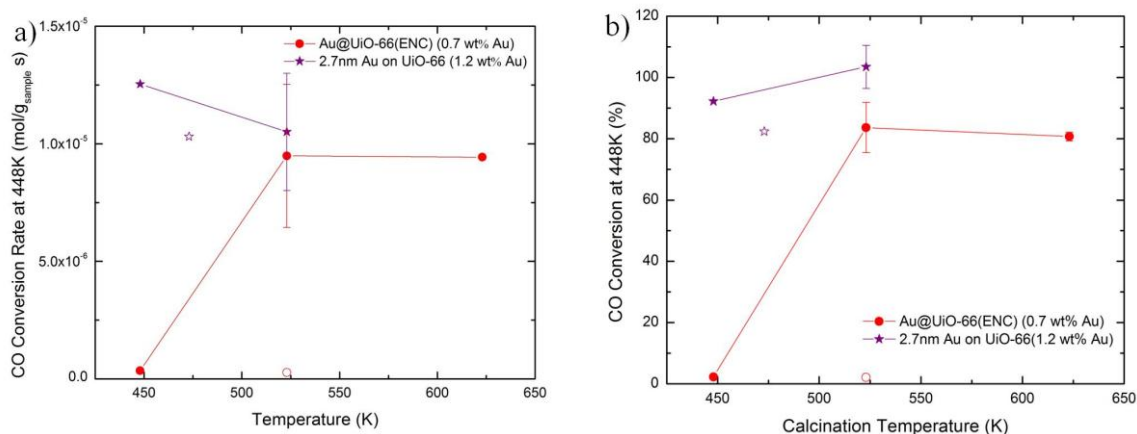 a)
CO Conversion Rate at 448K (mol/g_sample s)
1.5x10⁻⁵
1.0x10⁻⁵
5.0x10⁻⁶
0.0
Au@UiO-66(ENC) (0.7 wt% Au)
2.7nm Au on UiO-66 (1.2 wt% Au)
450 500 550 600 650
Temperature (K)
b)
CO Conversion at 448K (%)
120
100
80
60
40
20
0
Au@UiO-66(ENC) (0.7 wt% Au)
2.7nm Au on UiO-66(1.2 wt% Au)
450 500 550 600 650
Calcination Temperature (K)